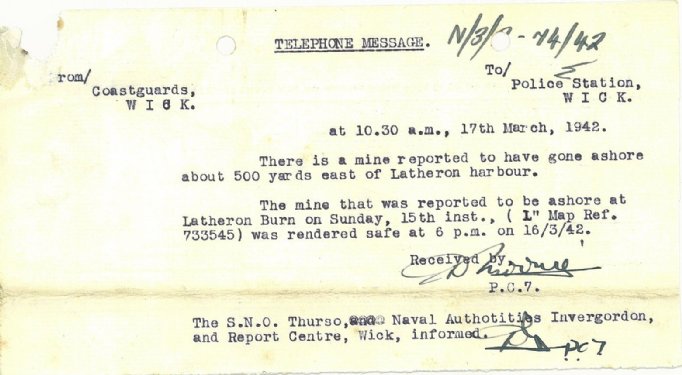 TELEPHONE MESSAGE. N/3/ - 74/42
rom/ To/
Coastguards, Police Station,
W I C K. W I C K.
at 10.30 a.m., 17th March, 1942.
There is a mine reported to have gone ashore
about 500 yards east of Latheron harbour.
The mine that was reported to be ashore at
Latheron Burn on Sunday, 15th inst., ( 1" Map Ref.
733545) was rendered safe at 6 p.m. on 16/3/42.
Received by
P.C.7.
The S.N.O. Thurso, and Naval Authotities Invergordon,
and Report Centre, Wick, informed.
PC7